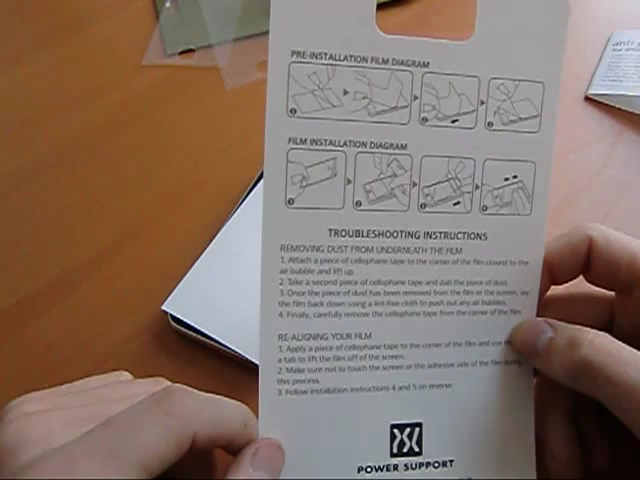 PRE-INSTALLATION FILM DIAGRAM
FILM INSTALLATION DIAGRAM
TROUBLESHOOTING INSTRUCTIONS
REMOVING DUST FROM UNDERNEATH THE FILM
1. Attach a piece of cellophane tape to the corner of the film closest to the
air bubble and lift up.
2. Take a second piece of cellophane tape and dab the piece of dust.
3. Once the piece of dust has been removed from the film or the screen, lay
the film back down using a lint-free cloth to push out any air bubbles.
4. Finally, carefully remove the cellophane tape from the corner of the film.
RE-ALIGNING YOUR FILM
1. Apply a piece of cellophane tape to the corner of the film and use
a tab to lift the film off of the screen.
2. Make sure not to touch the screen or the adhesive side of the film during
this process.
3. Follow installation instructions 4 and 5 on reverse.
POWER SUPPORT